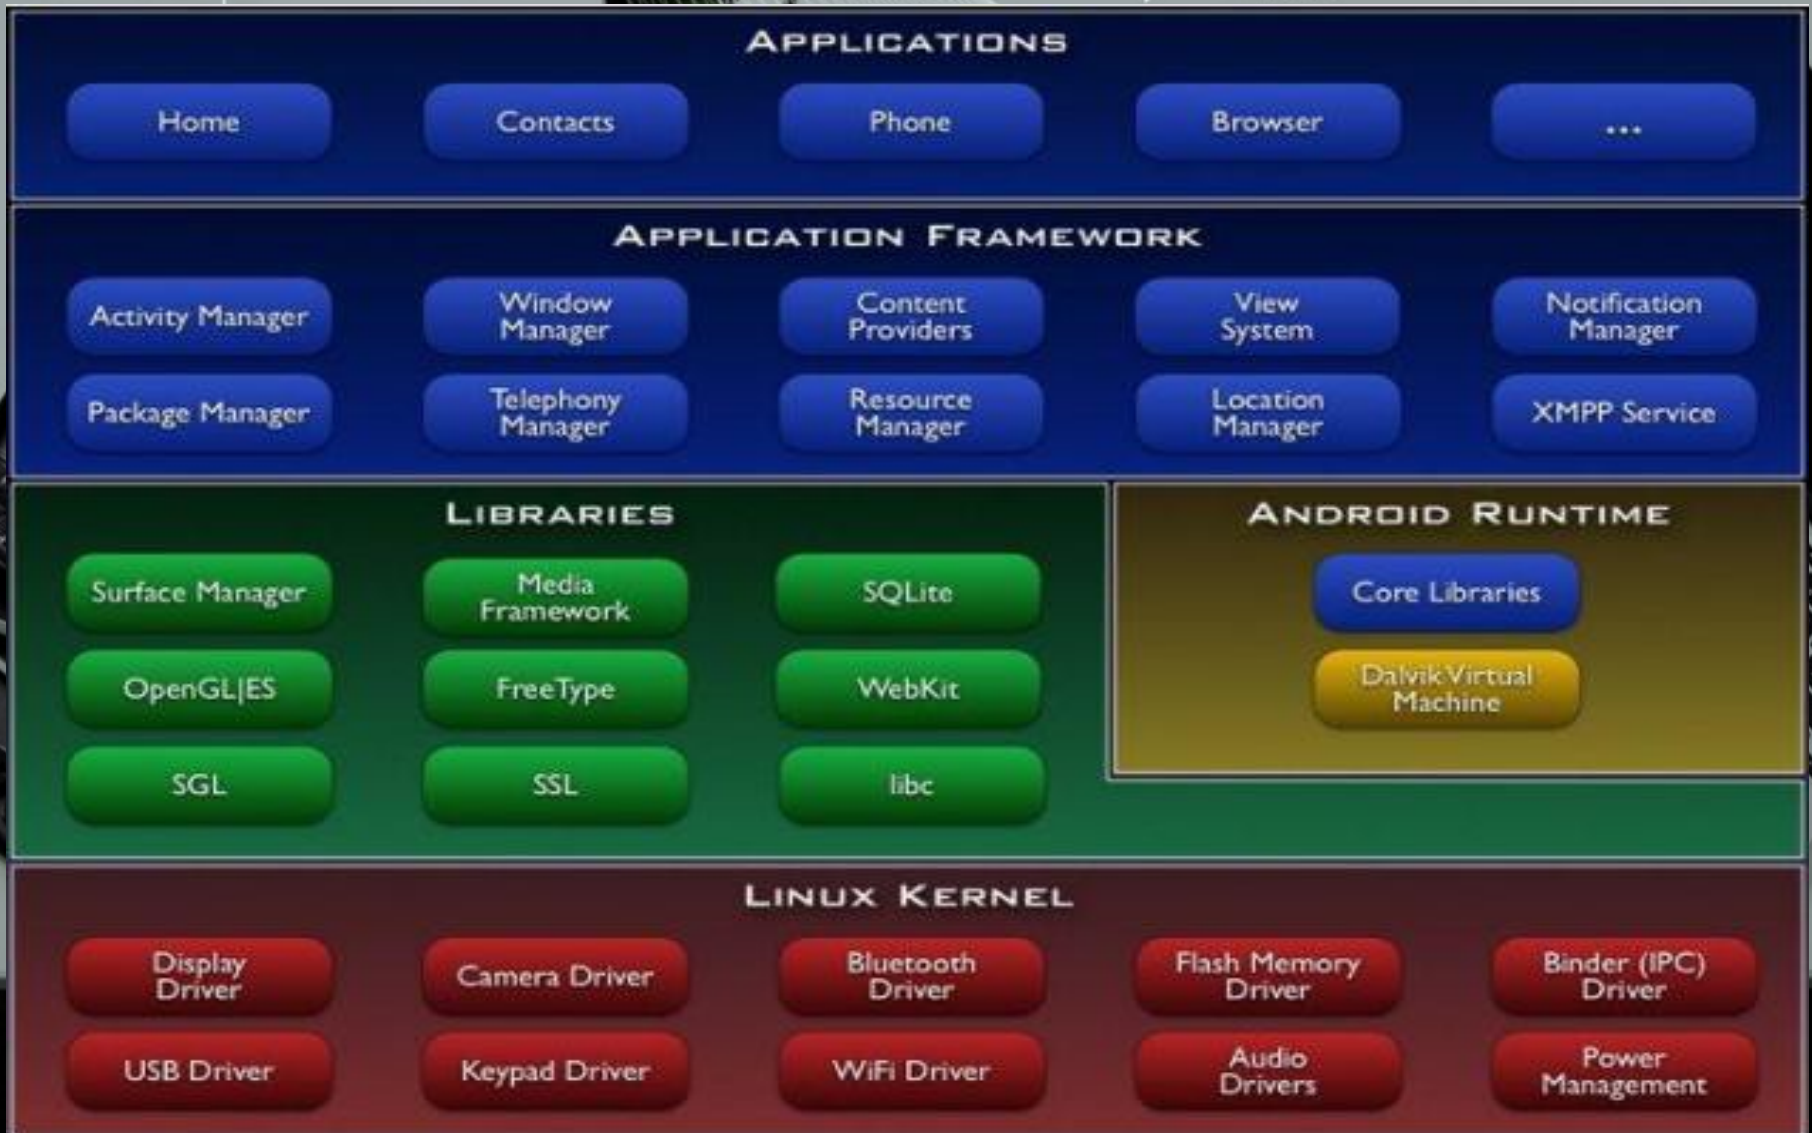 APPLICATIONS
Home
Contacts
Phone
Browser
...
APPLICATION FRAMEWORK
Activity Manager
Window
Manager
Content
Providers
View
System
Notification
Manager
Package Manager
Telephony
Manager
Resource
Manager
Location
Manager
XMPP Service
LIBRARIES
Surface Manager
Media
Framework
SQLite
OpenGL|ES
FreeType
WebKit
SGL
SSL
libc
ANDROID RUNTIME
Core Libraries
Dalvik Virtual
Machine
LINUX KERNEL
Display
Driver
Camera Driver
Bluetooth
Driver
Flash Memory
Driver
Binder (IPC)
Driver
USB Driver
Keypad Driver
WiFi Driver
Audio
Drivers
Power
Management